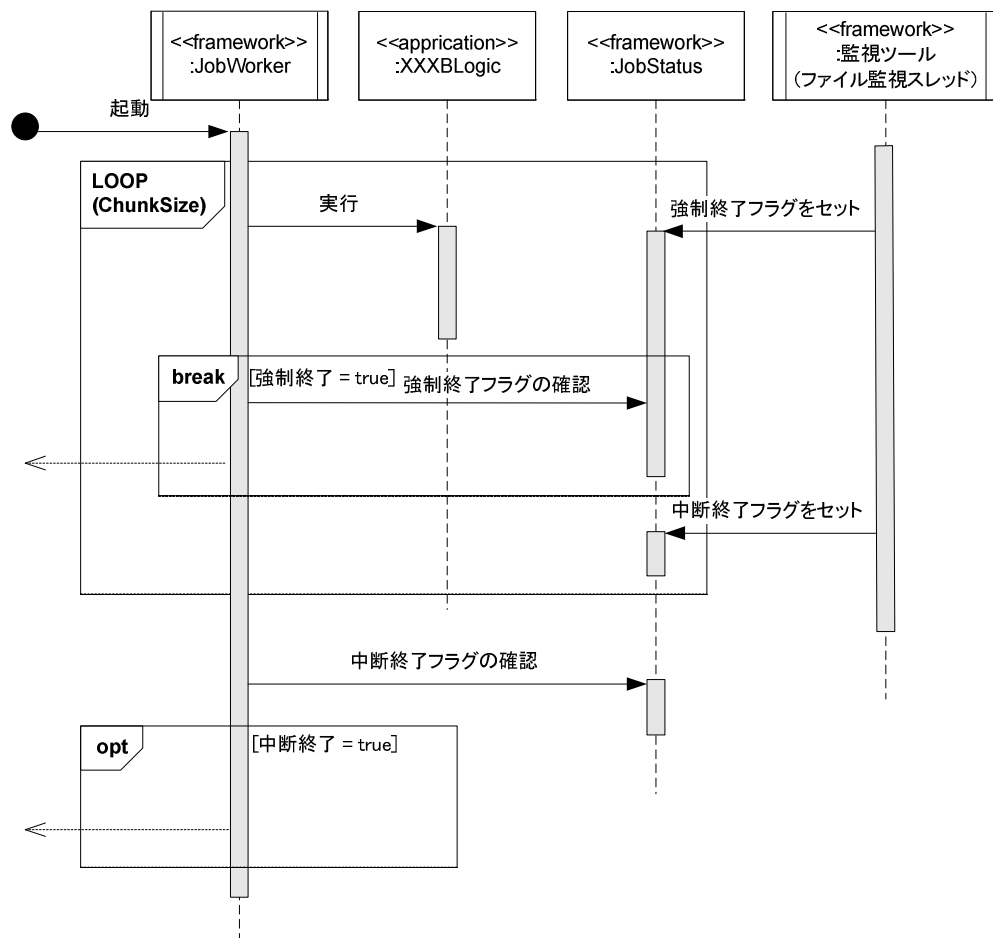 <<framework>>
:JobWorker
<<apprication>>
:XXXBLogic
<<framework>>
:JobStatus
<<framework>>
:監視ツール
(ファイル監視スレッド)
起動
LOOP
(ChunkSize)
実行
強制終了フラグをセット
break
[強制終了 = true]
強制終了フラグの確認
中断終了フラグをセット
中断終了フラグの確認
opt
[中断終了 = true]